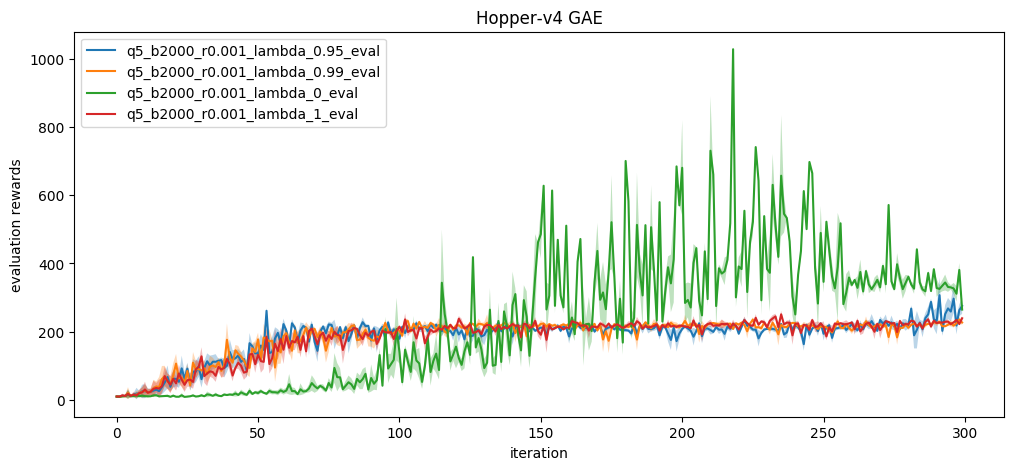 Hopper-v4 GAE
q5_b2000_r0.001_lambda_0.95_eval
q5_b2000_r0.001_lambda_0.99_eval
q5_b2000_r0.001_lambda_0_eval
q5_b2000_r0.001_lambda_1_eval
evaluation rewards
1000
800
600
400
200
0
0 50 100 150 200 250 300
iteration